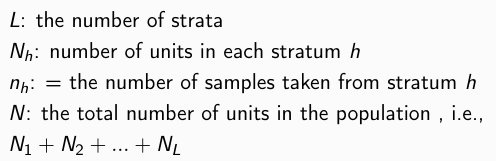 L: the number of strata
N_h: number of units in each stratum h
n_h: = the number of samples taken from stratum h
N: the total number of units in the population , i.e.,
N_1 + N_2 + ... + N_L